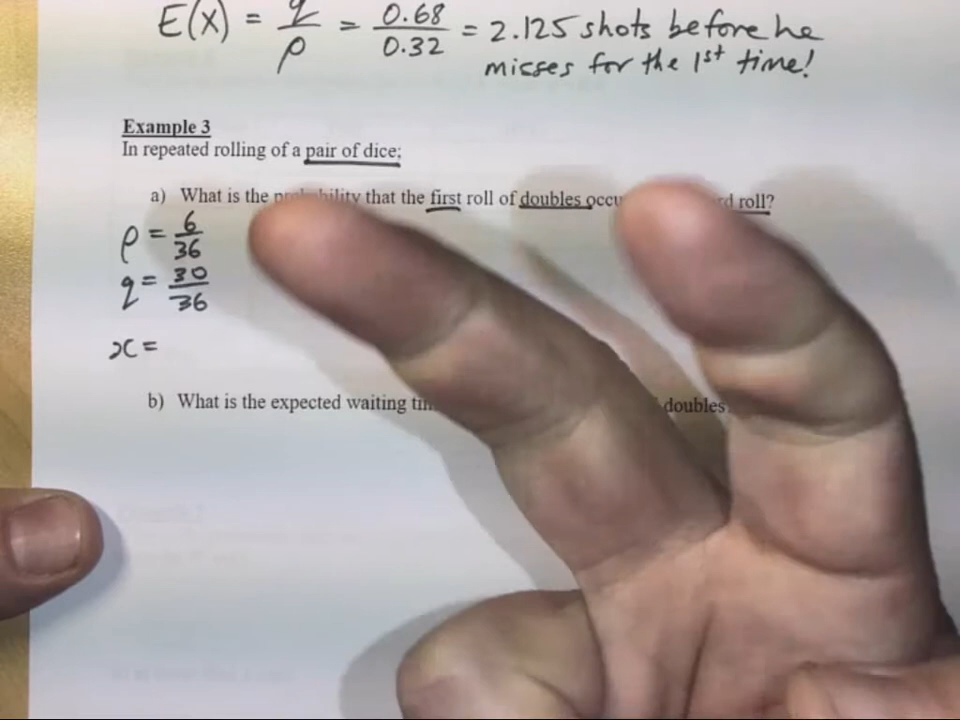 E(X) = q/p = 0.68/0.32 = 2.125 shots before he
misses for the 1st time!
Example 3
In repeated rolling of a pair of dice;
a) What is the that the first roll of doubles roll?
p = 6/36
q = 30/36
x =
b) What is the expected waiting doubles